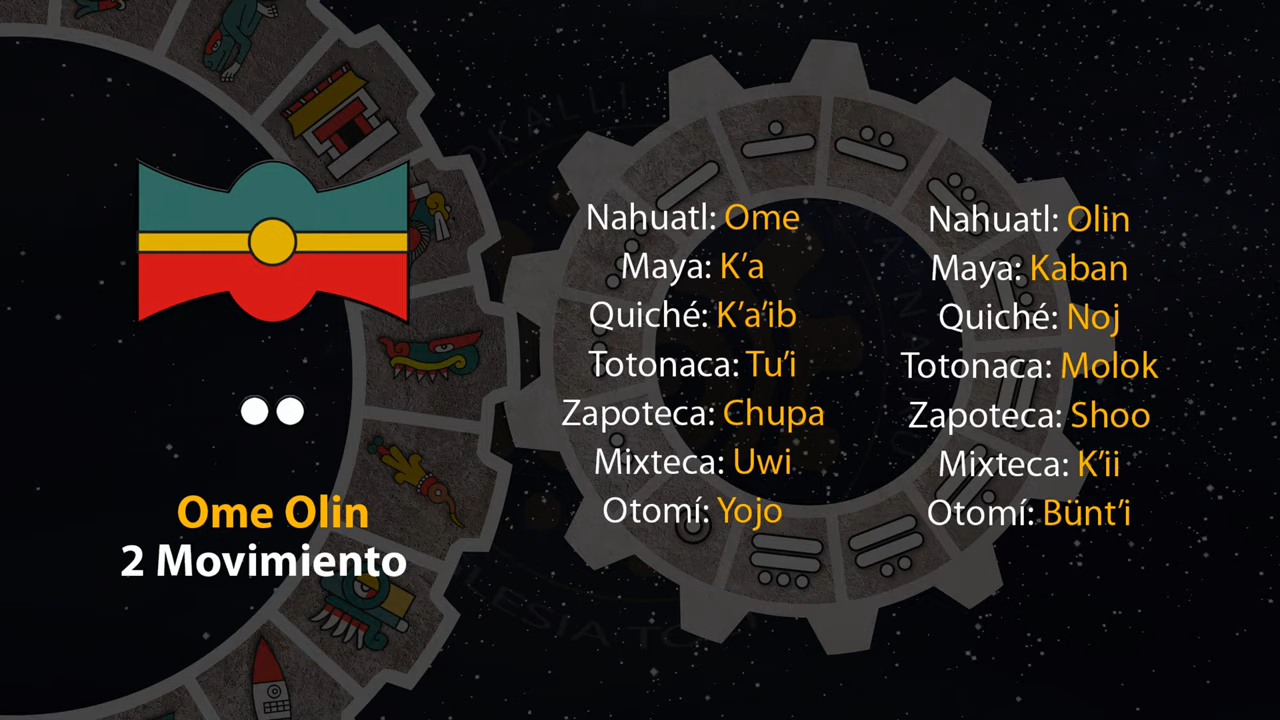 Ome Olin
2 Movimiento
Nahuatl: Ome
Maya: K’a
Quiché: K’a’ib
Totonaca: Tu’i
Zapoteca: Chupa
Mixteca: Uwi
Otomí: Yojo
Nahuatl: Olin
Maya: Kaban
Quiché: Noj
Totonaca: Molok
Zapoteca: Shoo
Mixteca: K’ii
Otomí: Bünt’i